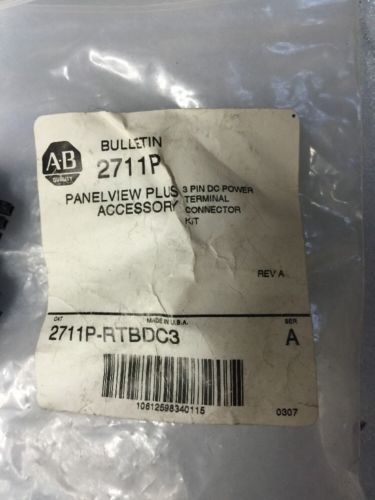 A-B
QUALITY
BULLETIN
2711P
PANELVIEW PLUS
ACCESSORY
3 PIN DC POWER
TERMINAL
CONNECTOR
KIT
REV A
CAT
MADE IN U.S.A.
SER
2711P-RTBDC3
A
10612598340115
0307